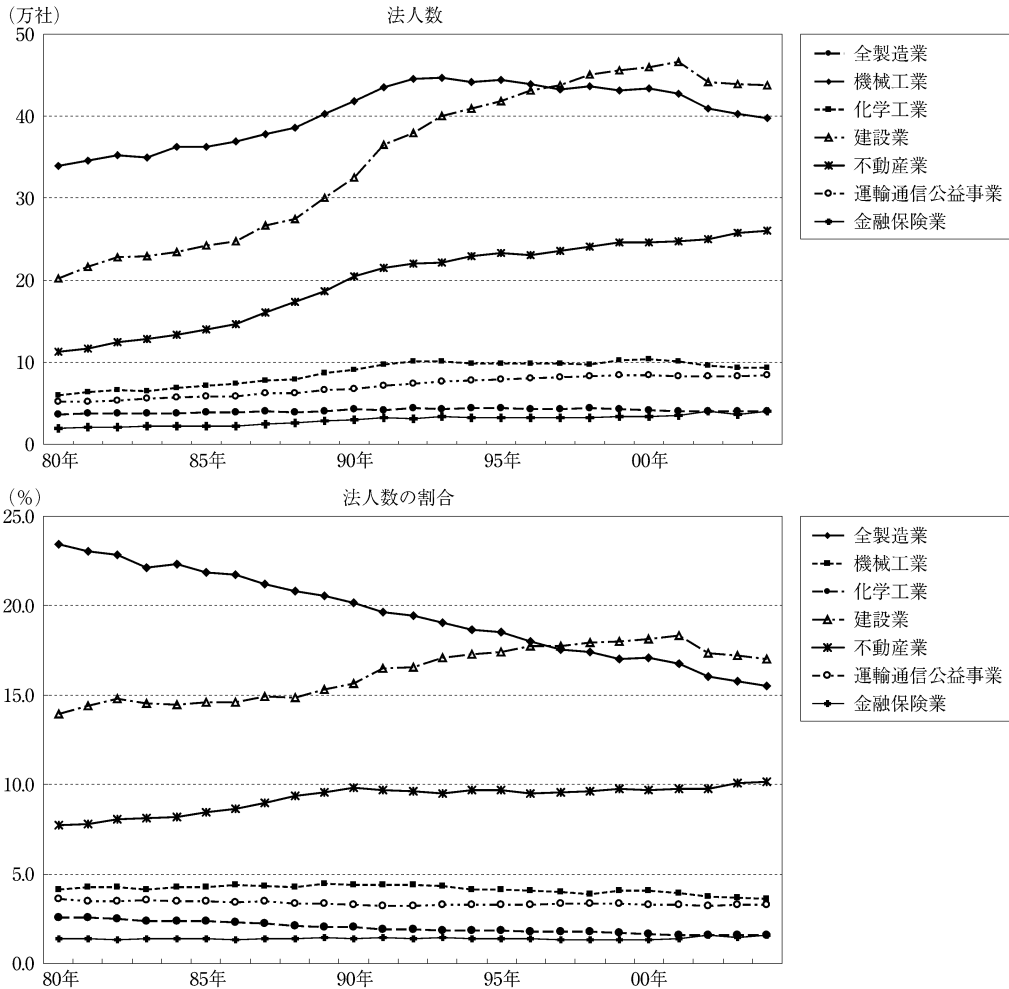 (万社)
法人数
50
40
30
20
10
0
80年 85年 90年 95年 00年
全製造業
機械工業
化学工業
建設業
不動産業
運輸通信公益事業
金融保険業
(%)
法人数の割合
25.0
20.0
15.0
10.0
5.0
0.0
80年 85年 90年 95年 00年
全製造業
機械工業
化学工業
建設業
不動産業
運輸通信公益事業
金融保険業